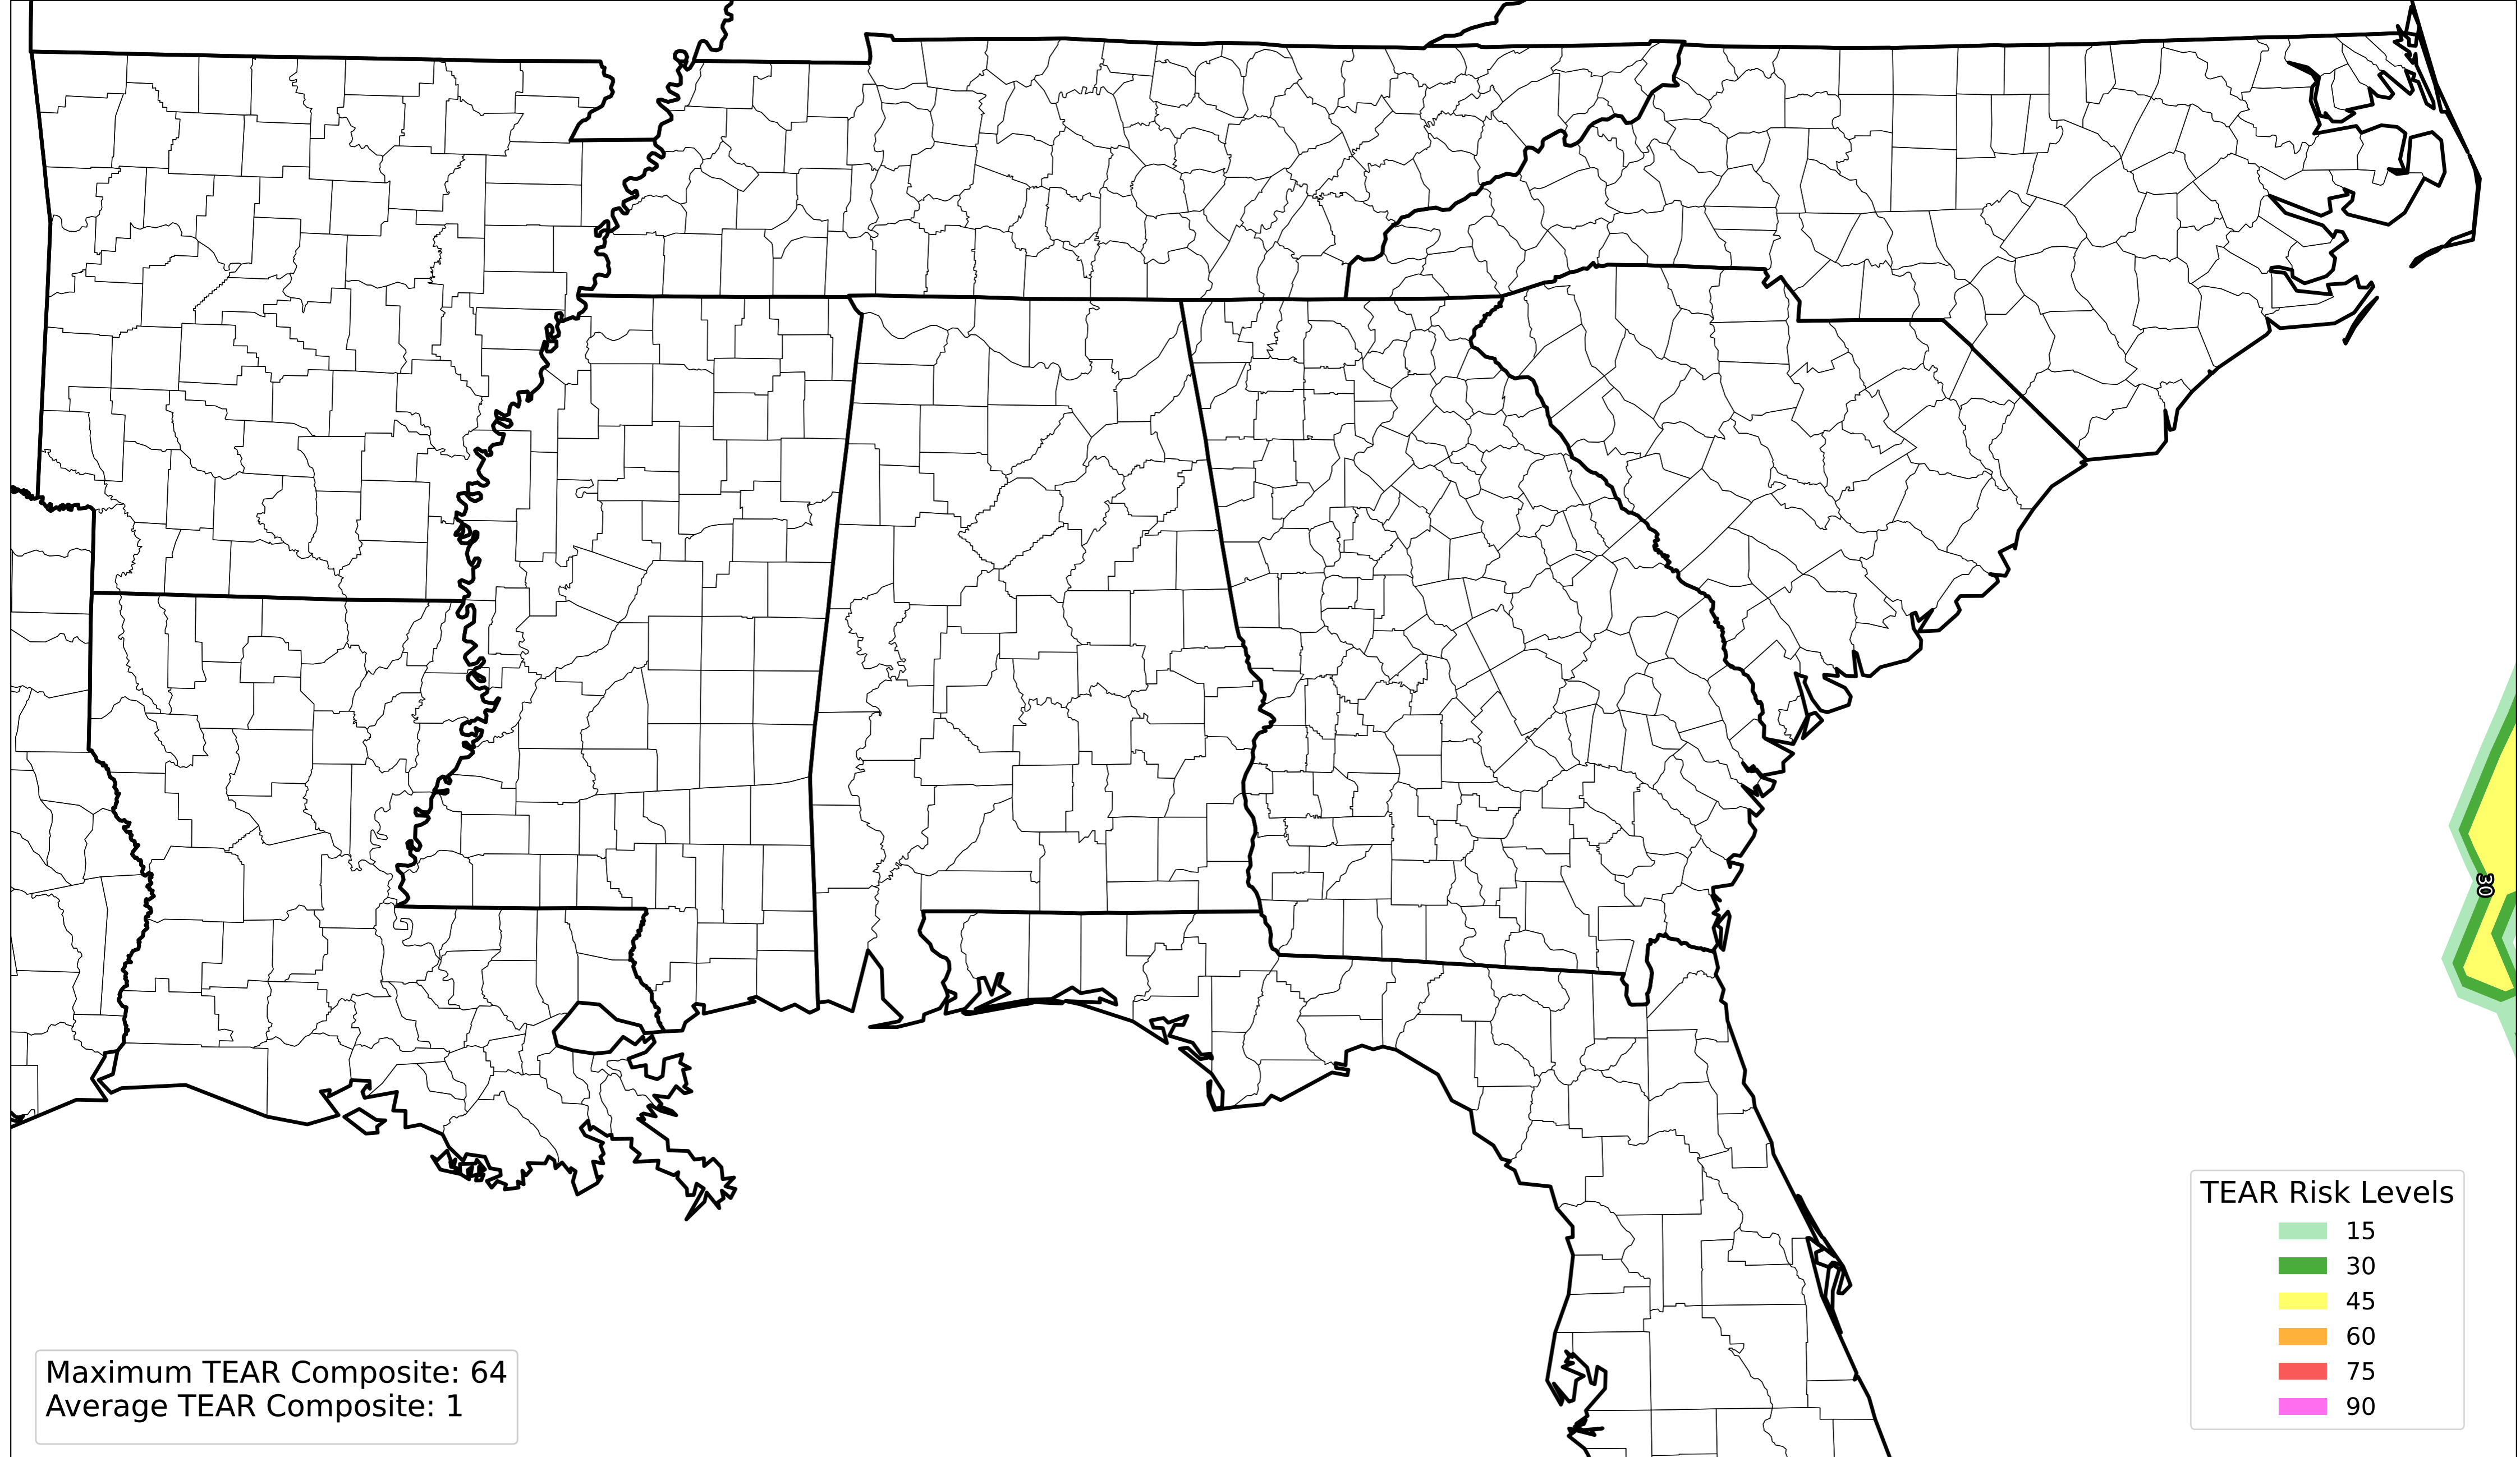 30
TEAR Risk Levels
15
30
45
60
75
90
Maximum TEAR Composite: 64
Average TEAR Composite: 1